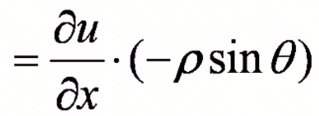 = ∂u/∂x · (−ρ sin θ)